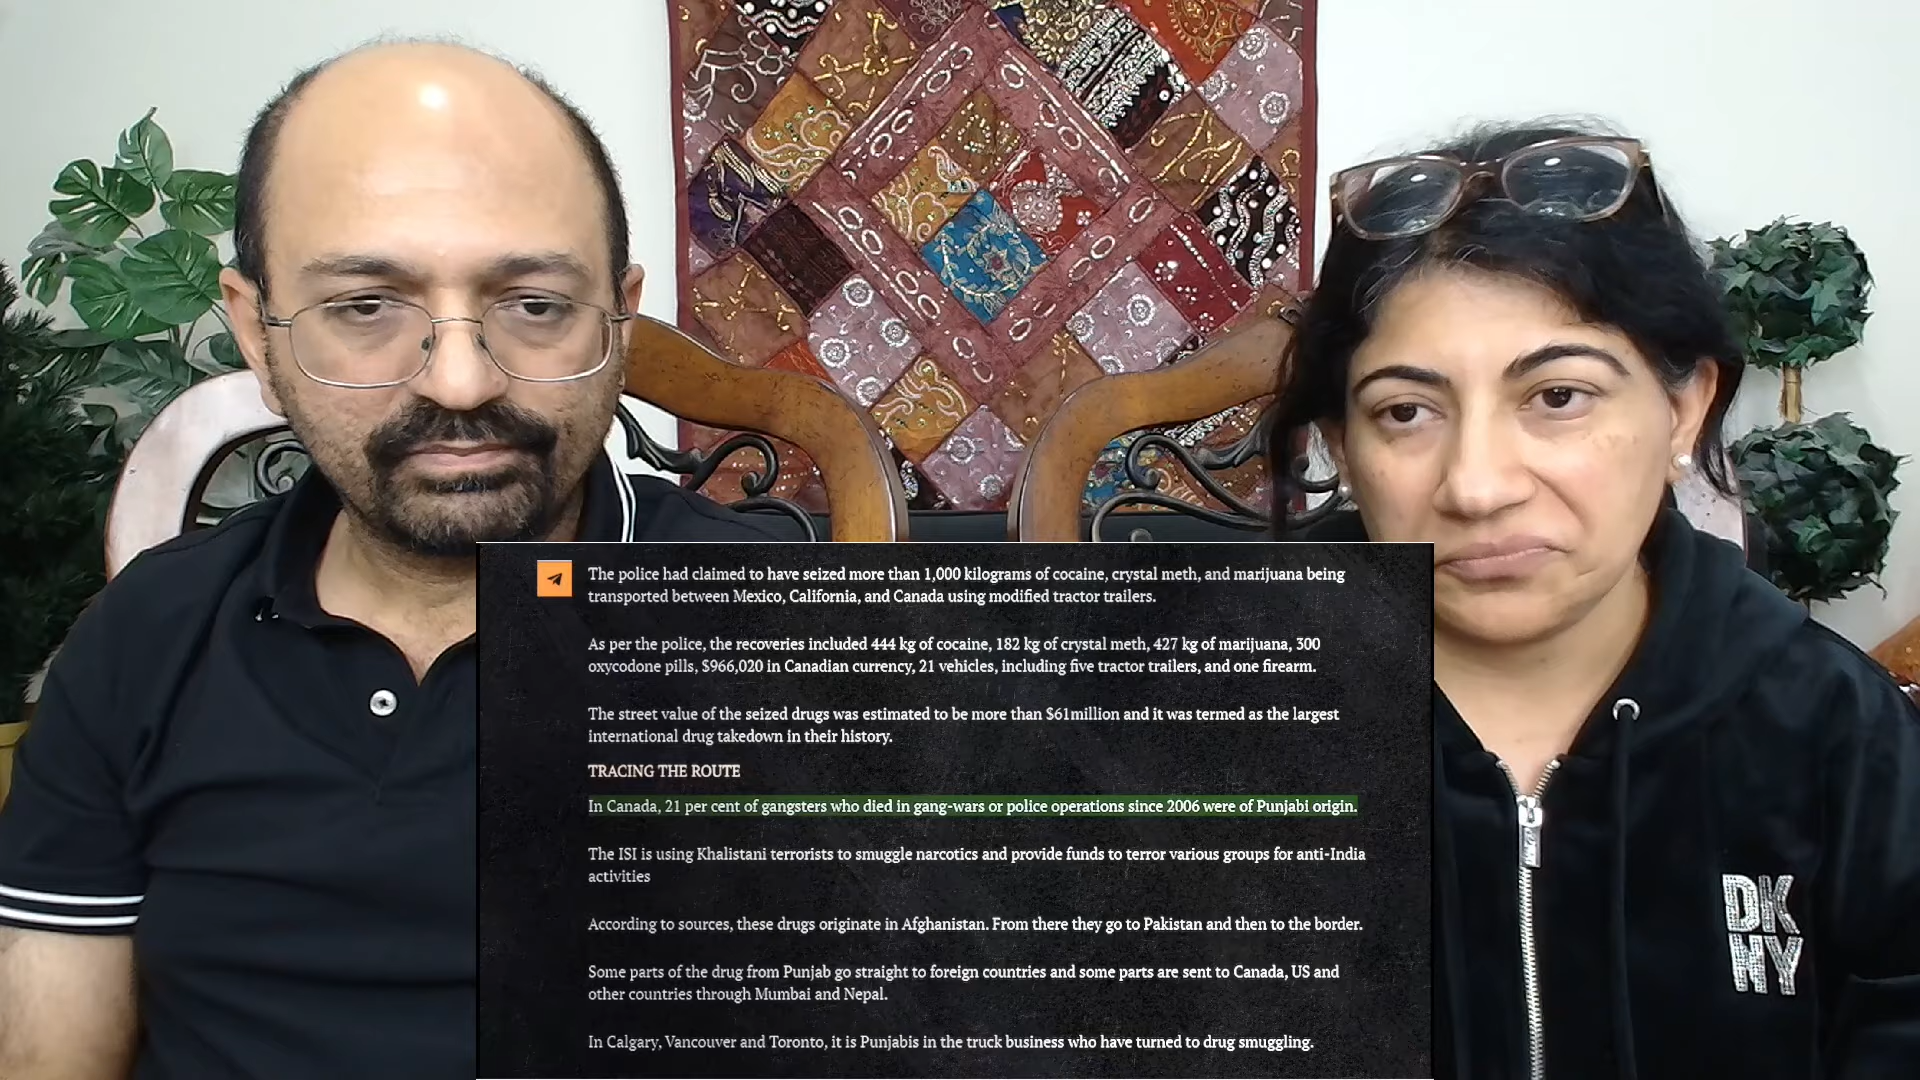 The police had claimed to have seized more than 1,000 kilograms of cocaine, crystal meth, and marijuana being
transported between Mexico, California, and Canada using modified tractor trailers.
As per the police, the recoveries included 444 kg of cocaine, 182 kg of crystal meth, 427 kg of marijuana, 300
oxycodone pills, $966,020 in Canadian currency, 21 vehicles, including five tractor trailers, and one firearm.
The street value of the seized drugs was estimated to be more than $61million and it was termed as the largest
international drug takedown in their history.
TRACING THE ROUTE
In Canada, 21 per cent of gangsters who died in gang-wars or police operations since 2006 were of Punjabi origin.
The ISI is using Khalistani terrorists to smuggle narcotics and provide funds to terror various groups for anti-India
activities
According to sources, these drugs originate in Afghanistan. From there they go to Pakistan and then to the border.
Some parts of the drug from Punjab go straight to foreign countries and some parts are sent to Canada, US and
other countries through Mumbai and Nepal.
In Calgary, Vancouver and Toronto, it is Punjabis in the truck business who have turned to drug smuggling.
DK
NY